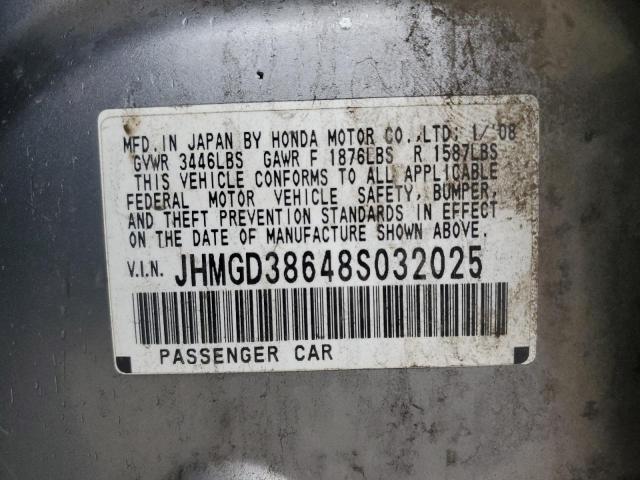 MFD. IN JAPAN BY HONDA MOTOR CO., LTD. 1/'08
GVWR 3446LBS GAWR F 1876LBS R 1587LBS
THIS VEHICLE CONFORMS TO ALL APPLICABLE
FEDERAL MOTOR VEHICLE SAFETY, BUMPER,
AND THEFT PREVENTION STANDARDS IN EFFECT
ON THE DATE OF MANUFACTURE SHOWN ABOVE.
V.I.N. JHMGD38648S032025
PASSENGER CAR